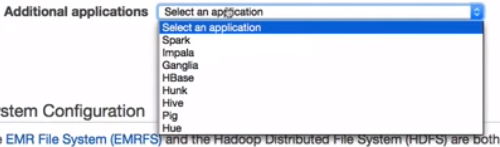 Additional applications Select an application
Select an application
Spark
Impala
Ganglia
HBase
Hunk
Hive
Pig
Hue
stem Configuration
EMR File System (EMRFS) and the Hadoop Distributed File System (HDFS) are both